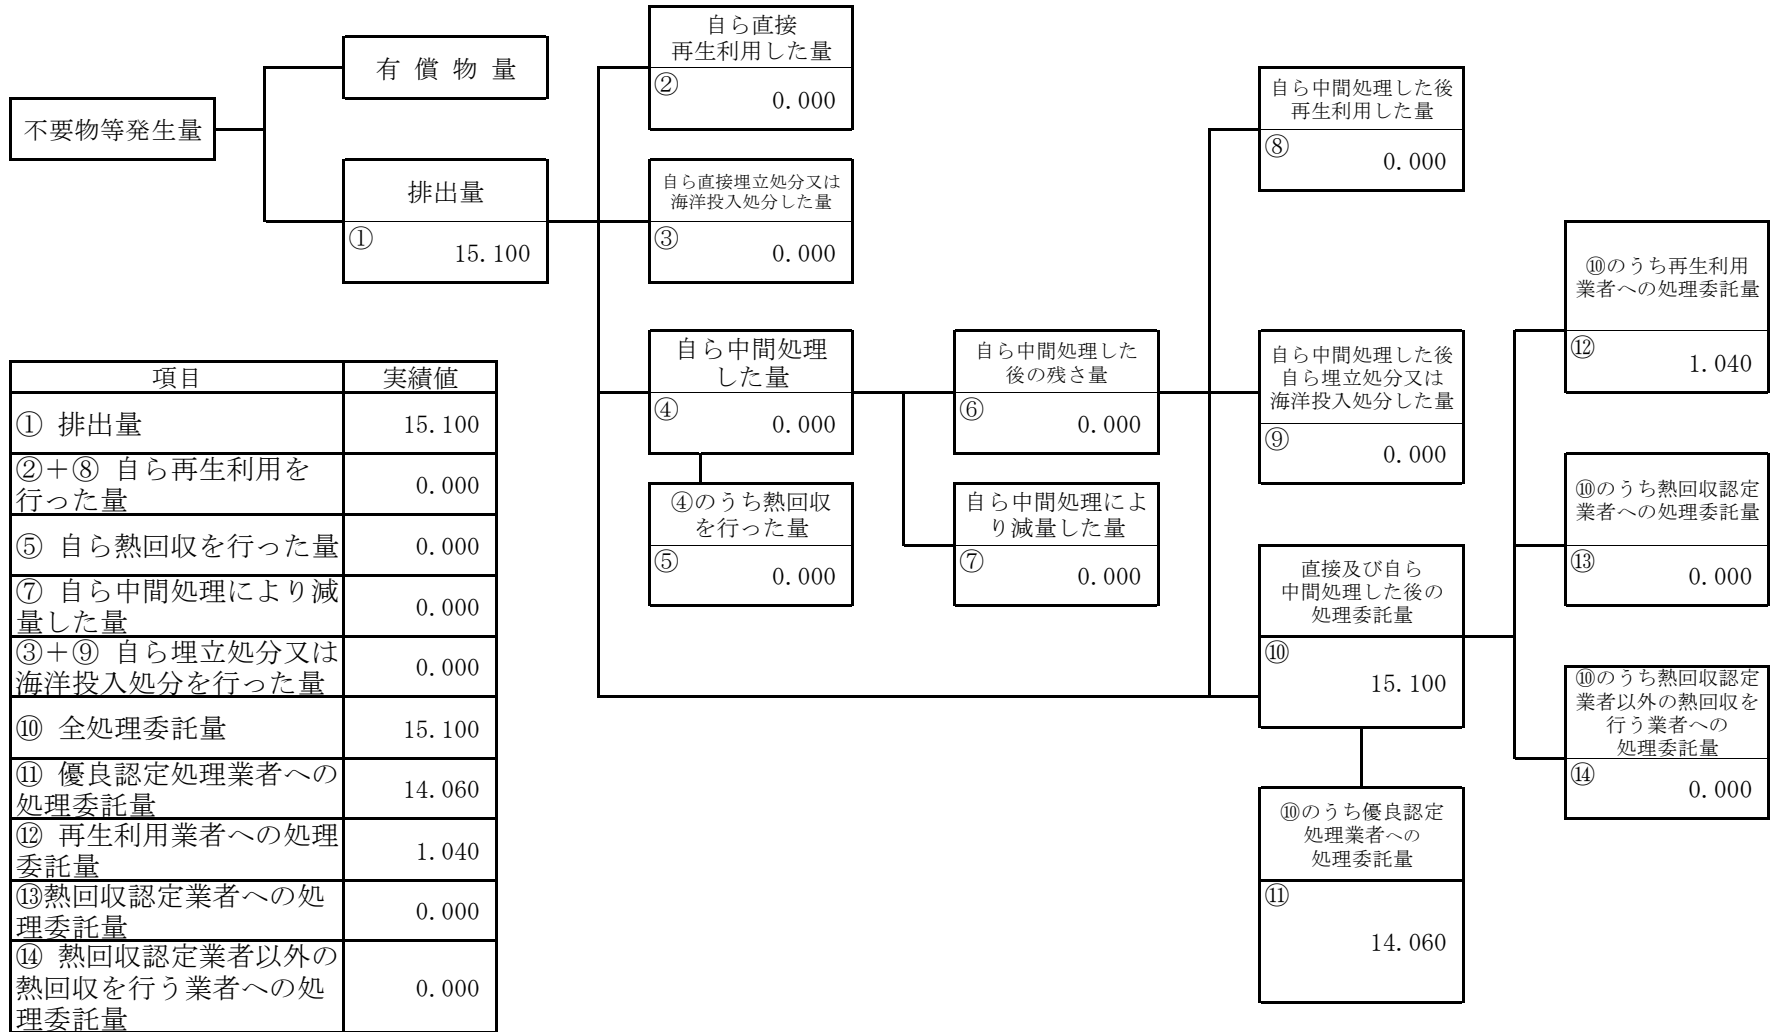 不要物等発生量
有 償 物 量
排出量
①
15.100
自ら直接
再生利用した量
②
0.000
自ら直接埋立処分又は
海洋投入処分した量
③
0.000
自ら中間処理
した量
④
0.000
④のうち熱回収
を行った量
⑤
0.000
自ら中間処理した
後の残さ量
⑥
0.000
自ら中間処理によ
り減量した量
⑦
0.000
自ら中間処理した後
再生利用した量
⑧
0.000
自ら中間処理した後
自ら埋立処分又は
海洋投入処分した量
⑨
0.000
直接及び自ら
中間処理した後の
処理委託量
⑩
15.100
⑩のうち優良認定
処理業者への
処理委託量
⑪
14.060
⑩のうち再生利用
業者への処理委託量
⑫
1.040
⑩のうち熱回収認定
業者への処理委託量
⑬
0.000
⑩のうち熱回収認定
業者以外の熱回収を
行う業者への
処理委託量
⑭
0.000
項目 実績値
① 排出量 15.100
②＋⑧ 自ら再生利用を
行った量 0.000
⑤ 自ら熱回収を行った量 0.000
⑦ 自ら中間処理により減
量した量 0.000
③＋⑨ 自ら埋立処分又は
海洋投入処分を行った量 0.000
⑩ 全処理委託量 15.100
⑪ 優良認定処理業者への
処理委託量 14.060
⑫ 再生利用業者への処理
委託量 1.040
⑬熱回収認定業者への処
理委託量 0.000
⑭ 熱回収認定業者以外の
熱回収を行う業者への処
理委託量 0.000